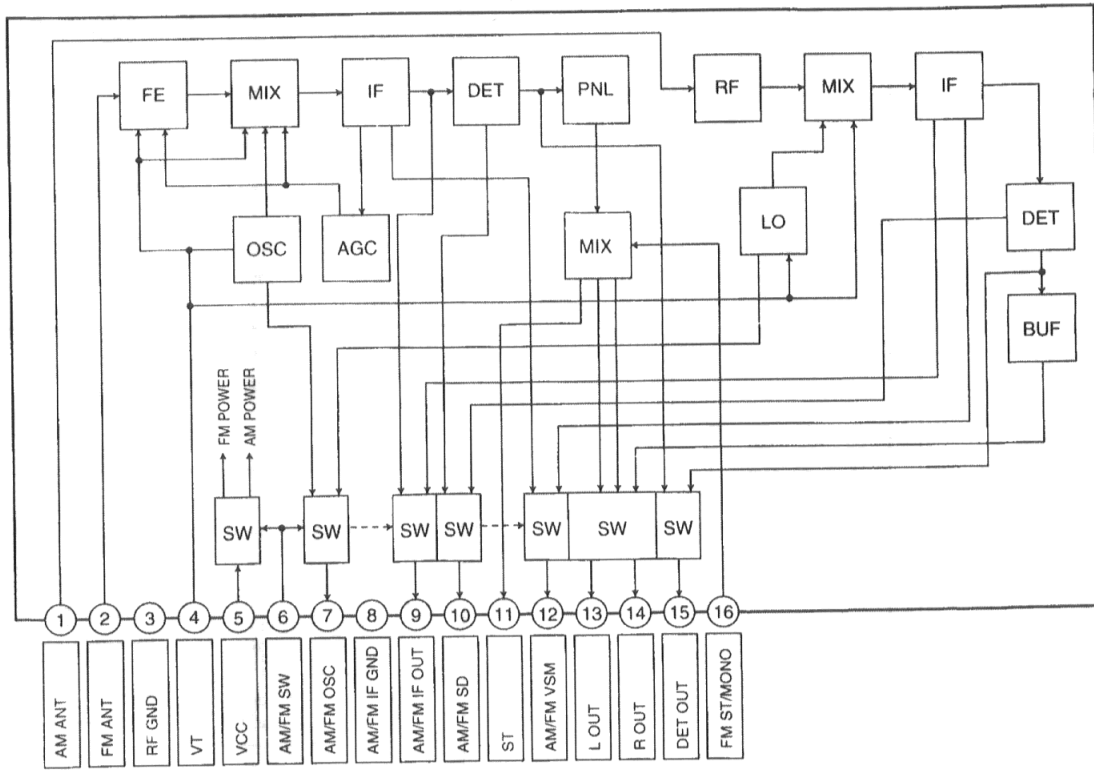 FE MIX IF DET PNL RF MIX IF
OSC AGC MIX LO DET
BUF
FM POWER
AM POWER
SW SW SW SW SW SW SW
1 2 3 4 5 6 7 8 9 10 11 12 13 14 15 16
AM ANT
FM ANT
RF GND
VT
VCC
AM/FM SW
AM/FM OSC
AM/FM IF GND
AM/FM IF OUT
AM/FM SD
ST
AM/FM VSM
L OUT
R OUT
DET OUT
FM ST/MONO